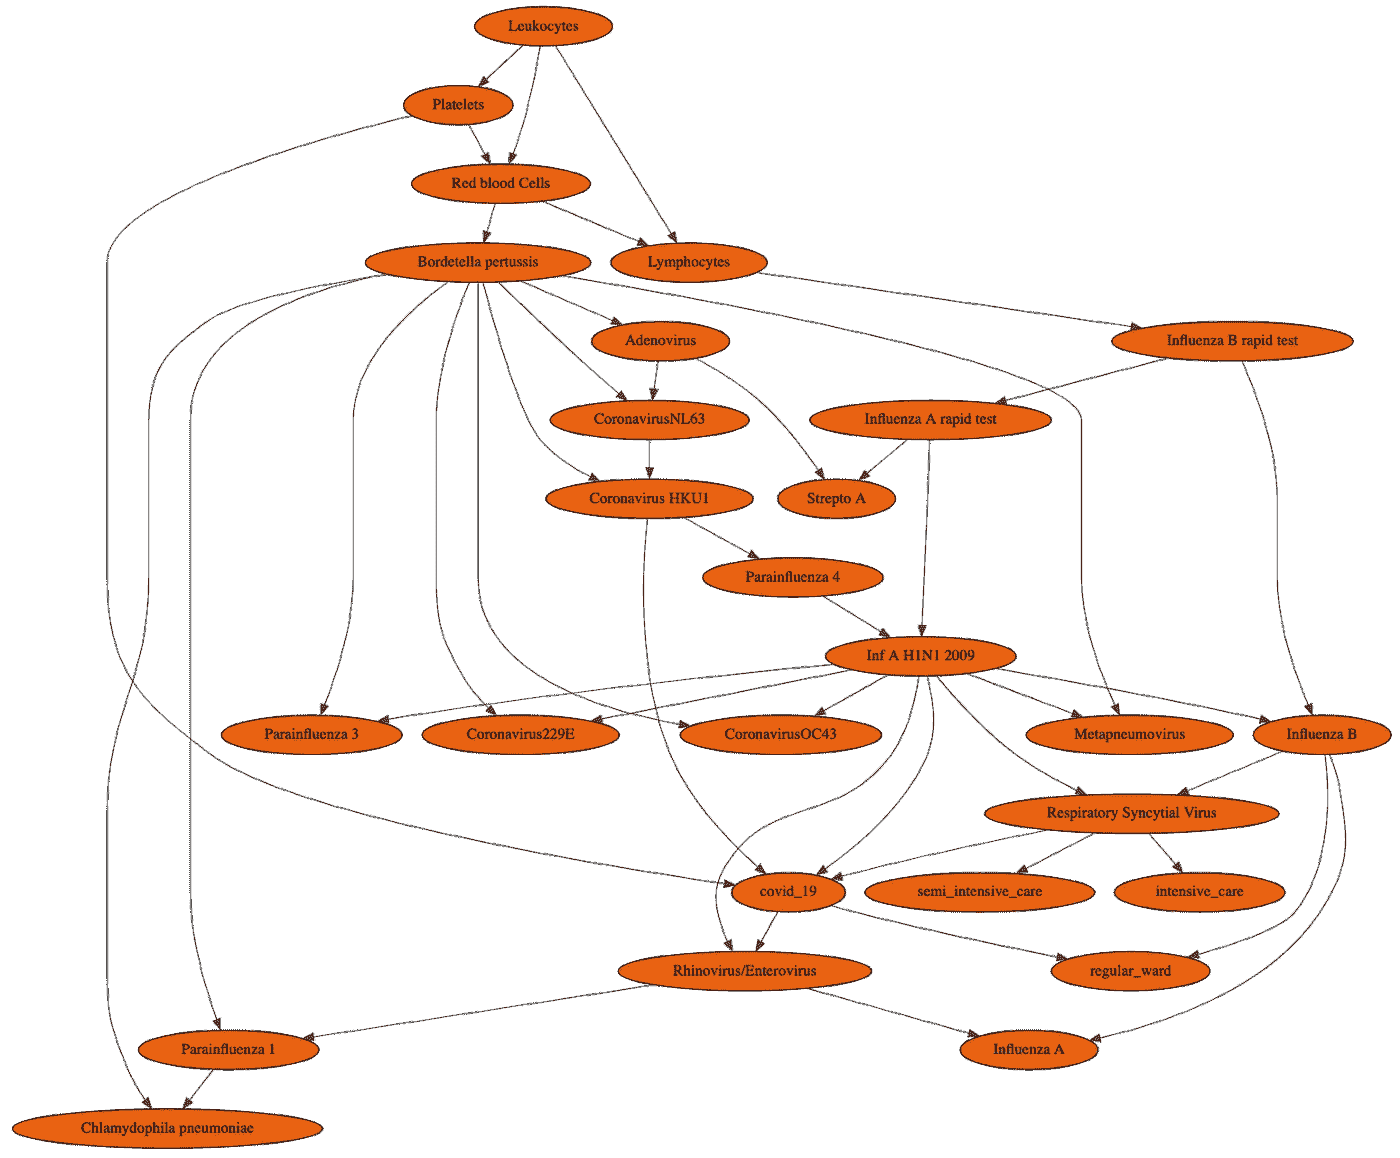 Leukocytes
Platelets
Red blood Cells
Bordetella pertussis
Lymphocytes
Adenovirus
Influenza B rapid test
CoronavirusNL63
Influenza A rapid test
Coronavirus HKU1
Strepto A
Parainfluenza 4
Inf A H1N1 2009
Parainfluenza 3
Coronavirus229E
CoronavirusOC43
Metapneumovirus
Influenza B
Respiratory Syncytial Virus
covid_19
semi_intensive_care
intensive_care
Rhinovirus/Enterovirus
regular_ward
Parainfluenza 1
Influenza A
Chlamydophila pneumoniae